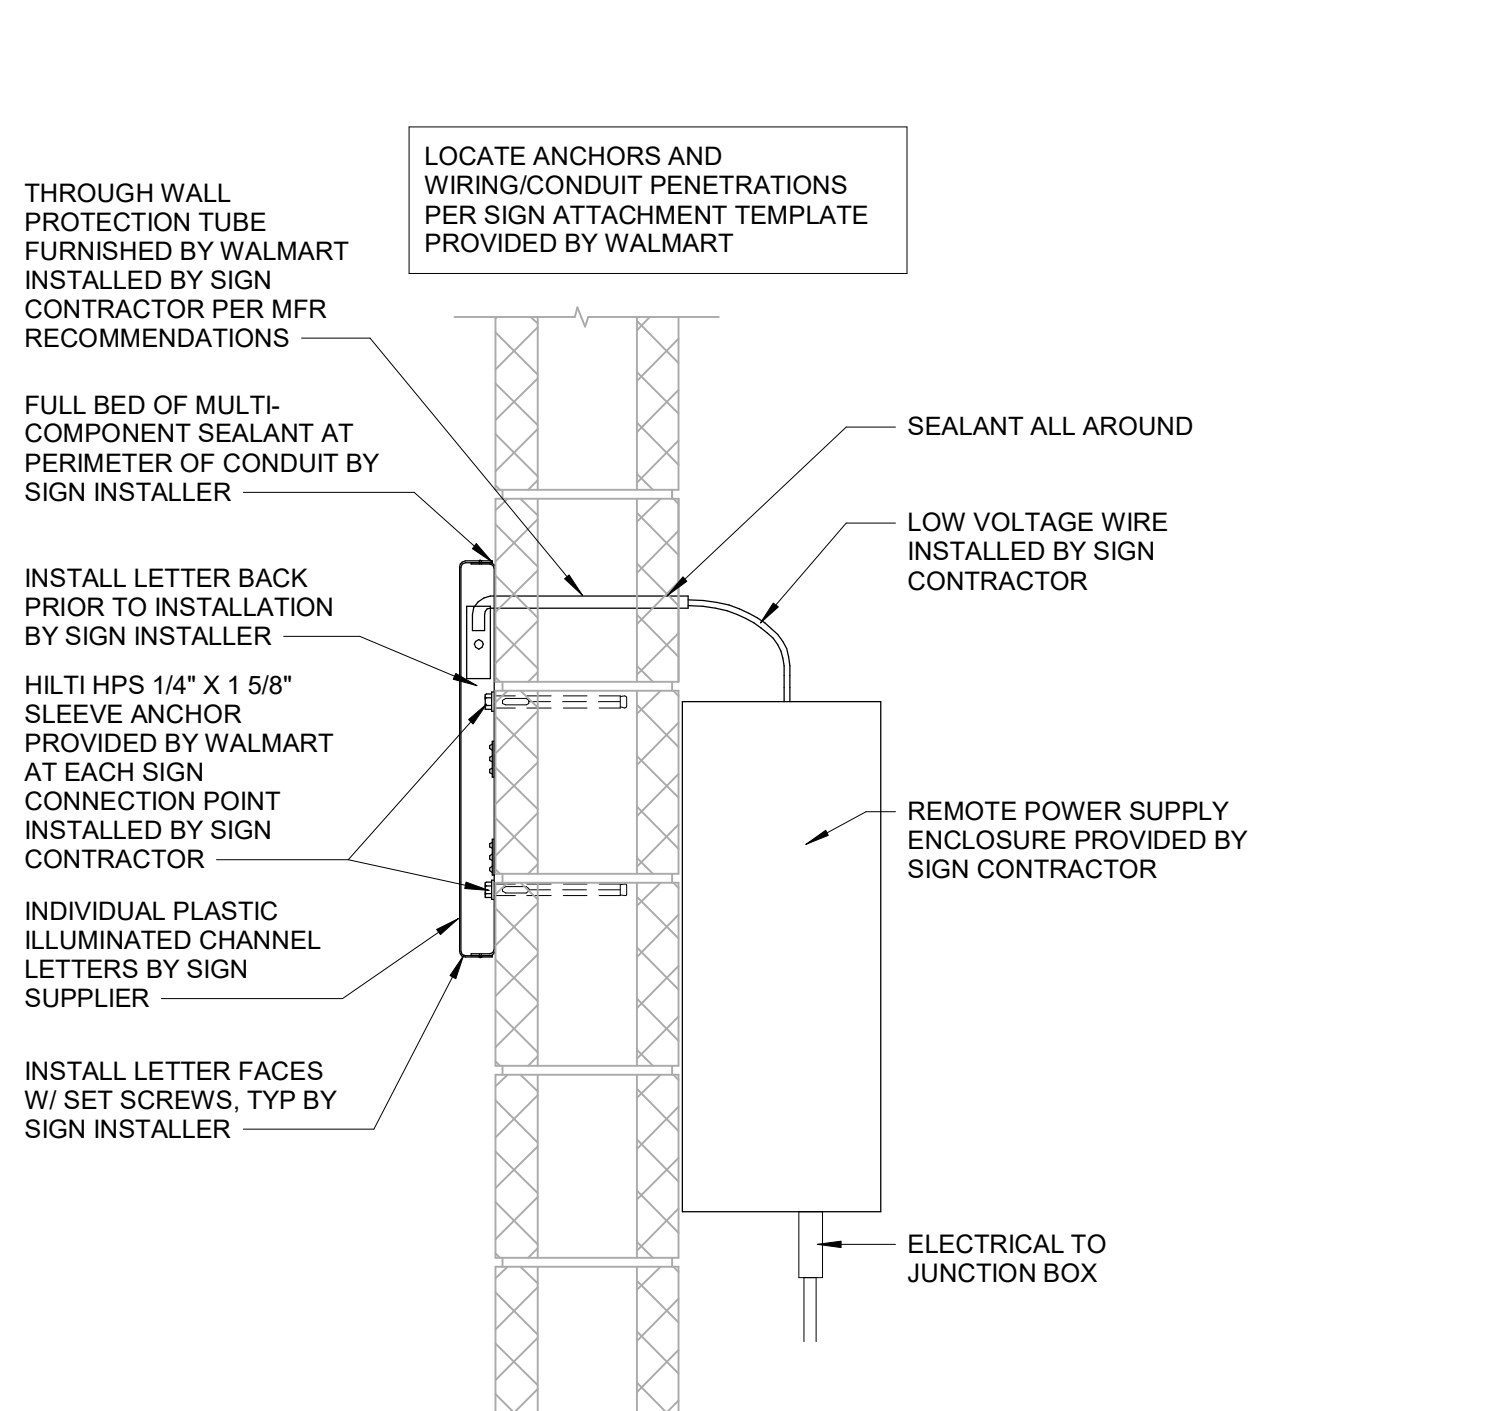 LOCATE ANCHORS AND
WIRING/CONDUIT PENETRATIONS
PER SIGN ATTACHMENT TEMPLATE
PROVIDED BY WALMART
THROUGH WALL
PROTECTION TUBE
FURNISHED BY WALMART
INSTALLED BY SIGN
CONTRACTOR PER MFR
RECOMMENDATIONS
FULL BED OF MULTI-
COMPONENT SEALANT AT
PERIMETER OF CONDUIT BY
SIGN INSTALLER
INSTALL LETTER BACK
PRIOR TO INSTALLATION
BY SIGN INSTALLER
HILTI HPS 1/4" X 1 5/8"
SLEEVE ANCHOR
PROVIDED BY WALMART
AT EACH SIGN
CONNECTION POINT
INSTALLED BY SIGN
CONTRACTOR
INDIVIDUAL PLASTIC
ILLUMINATED CHANNEL
LETTERS BY SIGN
SUPPLIER
INSTALL LETTER FACES
W/ SET SCREWS, TYP BY
SIGN INSTALLER
SEALANT ALL AROUND
LOW VOLTAGE WIRE
INSTALLED BY SIGN
CONTRACTOR
REMOTE POWER SUPPLY
ENCLOSURE PROVIDED BY
SIGN CONTRACTOR
ELECTRICAL TO
JUNCTION BOX